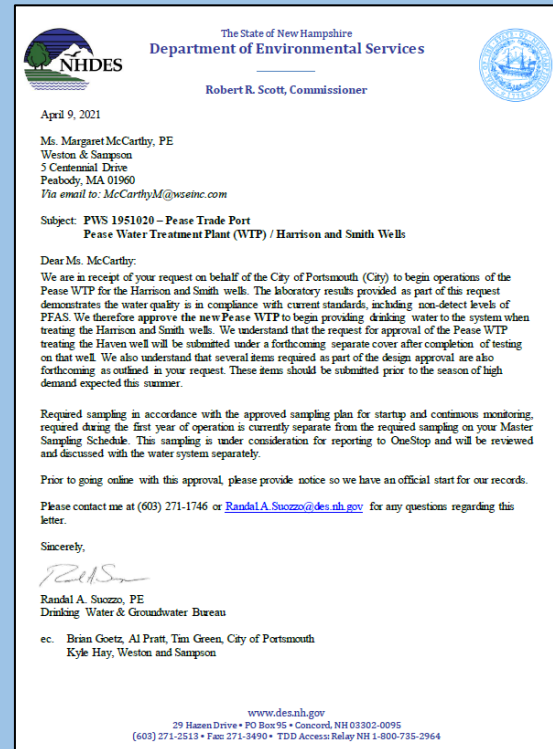 The State of New Hampshire
Department of Environmental Services
NHDES
Robert R. Scott, Commissioner
April 9, 2021
Ms. Margaret McCarthy, PE
Weston & Sampson
5 Centennial Drive
Peabody, MA 01960
Via email to: McCarthyM@wseinc.com
Subject: PWS 1951020 – Pease Trade Port
Pease Water Treatment Plant (WTP) / Harrison and Smith Wells
Dear Ms. McCarthy:
We are in receipt of your request on behalf of the City of Portsmouth (City) to begin operations of the
Pease WTP for the Harrison and Smith wells. The laboratory results provided as part of this request
demonstrates the water quality is in compliance with current standards, including non-detect levels of
PFAS. We therefore approve the new Pease WTP to begin providing drinking water to the system when
treating the Harrison and Smith wells. We understand that the request for approval of the Pease WTP
treating the Haven well will be submitted under a forthcoming separate cover after completion of testing
on that well. We also understand that several items required as part of the design approval are also
forthcoming as outlined in your request. These items should be submitted prior to the season of high
demand expected this summer.
Required sampling in accordance with the approved sampling plan for startup and continuous monitoring,
required during the first year of operation is currently separate from the required sampling on your Master
Sampling Schedule. This sampling is under consideration for reporting to OneStop and will be reviewed
and discussed with the water system separately.
Prior to going online with this approval, please provide notice so we have an official start for our records.
Please contact me at (603) 271-1746 or Randal.A.Suozzo@des.nh.gov for any questions regarding this
letter.
Sincerely,
Randal A. Suozzo, PE
Drinking Water & Groundwater Bureau
ec. Brian Goetz, Al Pratt, Tim Green, City of Portsmouth
Kyle Hay, Weston and Sampson
www.des.nh.gov
29 Hazen Drive • PO Box 95 • Concord, NH 03302-0095
(603) 271-2513 • Fax: 271-3490 • TDD Access: Relay NH 1-800-735-2964